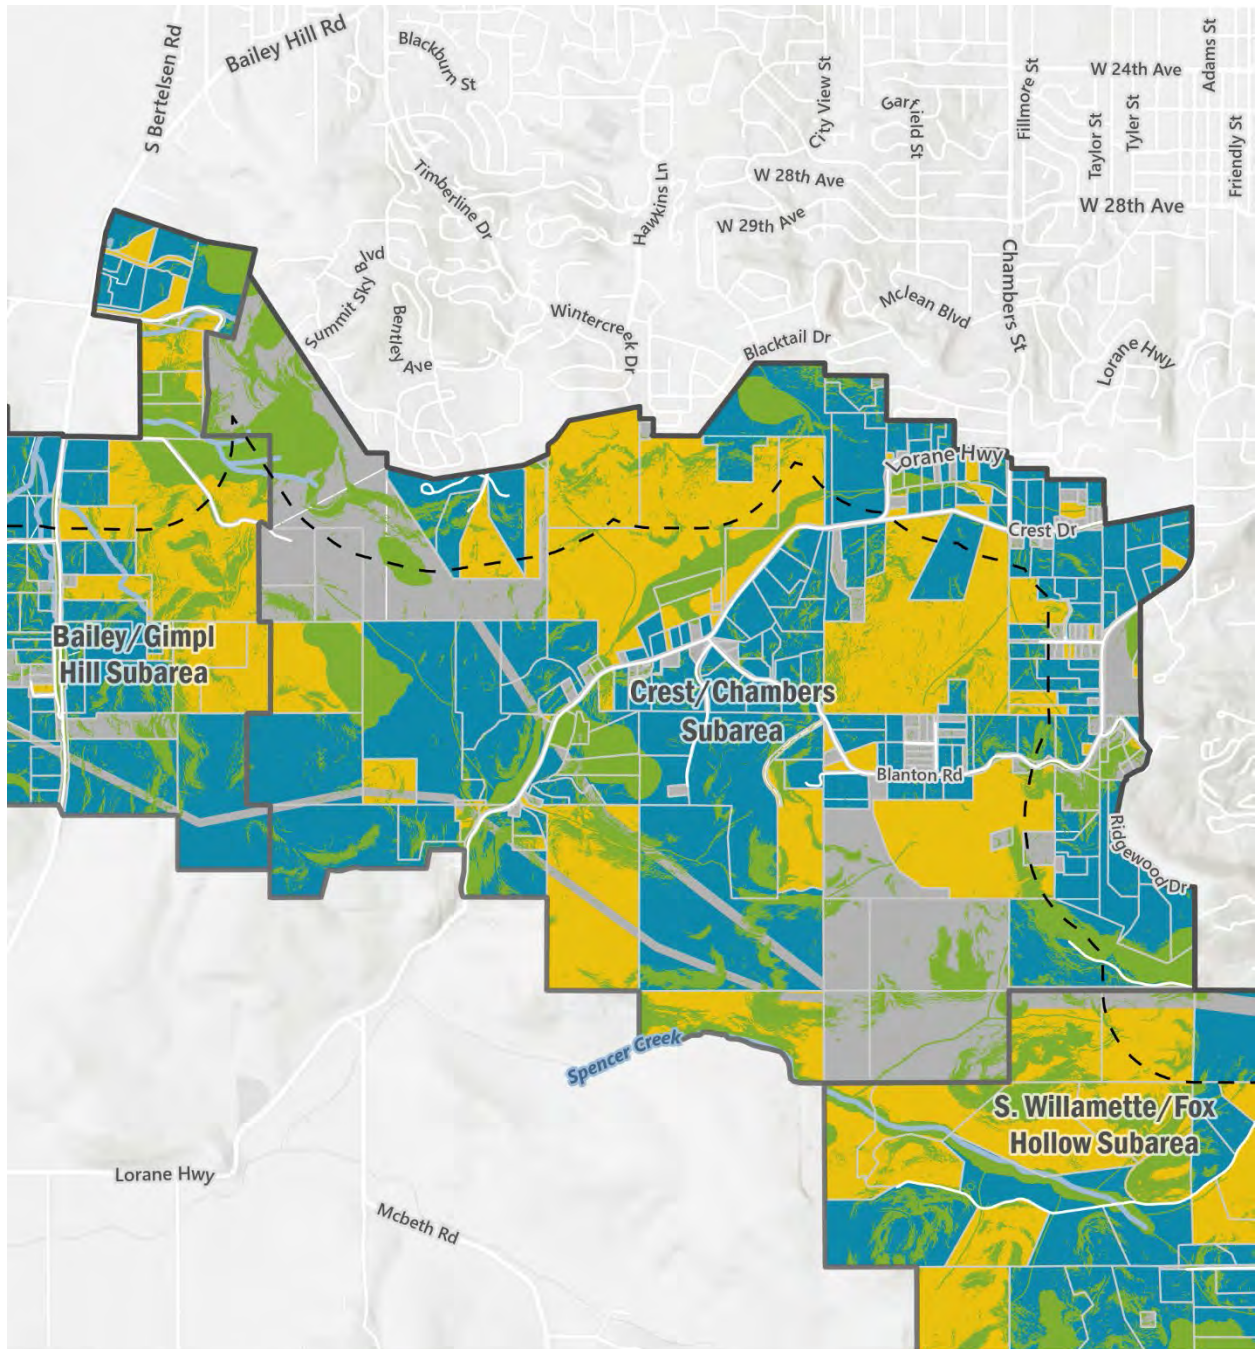 S Bertelsen Rd
Bailey Hill Rd
Blackburn St
City View St
Garfield St
Fillmore St
W 24th Ave
Adams St
Taylor St
Tyler St
Friendly St
Timberline Dr
Hawkins Ln
W 28th Ave
W 29th Ave
W 28th Ave
Summit Sky Blvd
Bentley Ave
Wintercreek Dr
Blacktail Dr
Mclean Blvd
Chambers St
Lorane Hwy
Lorane Hwy
Crest Dr
Bailey/Gimpl
Hill Subarea
Crest/Chambers
Subarea
Blanton Rd
Ridgewood Dr
Spencer Creek
S. Willamette/Fox
Hollow Subarea
Lorane Hwy
Mcbeth Rd